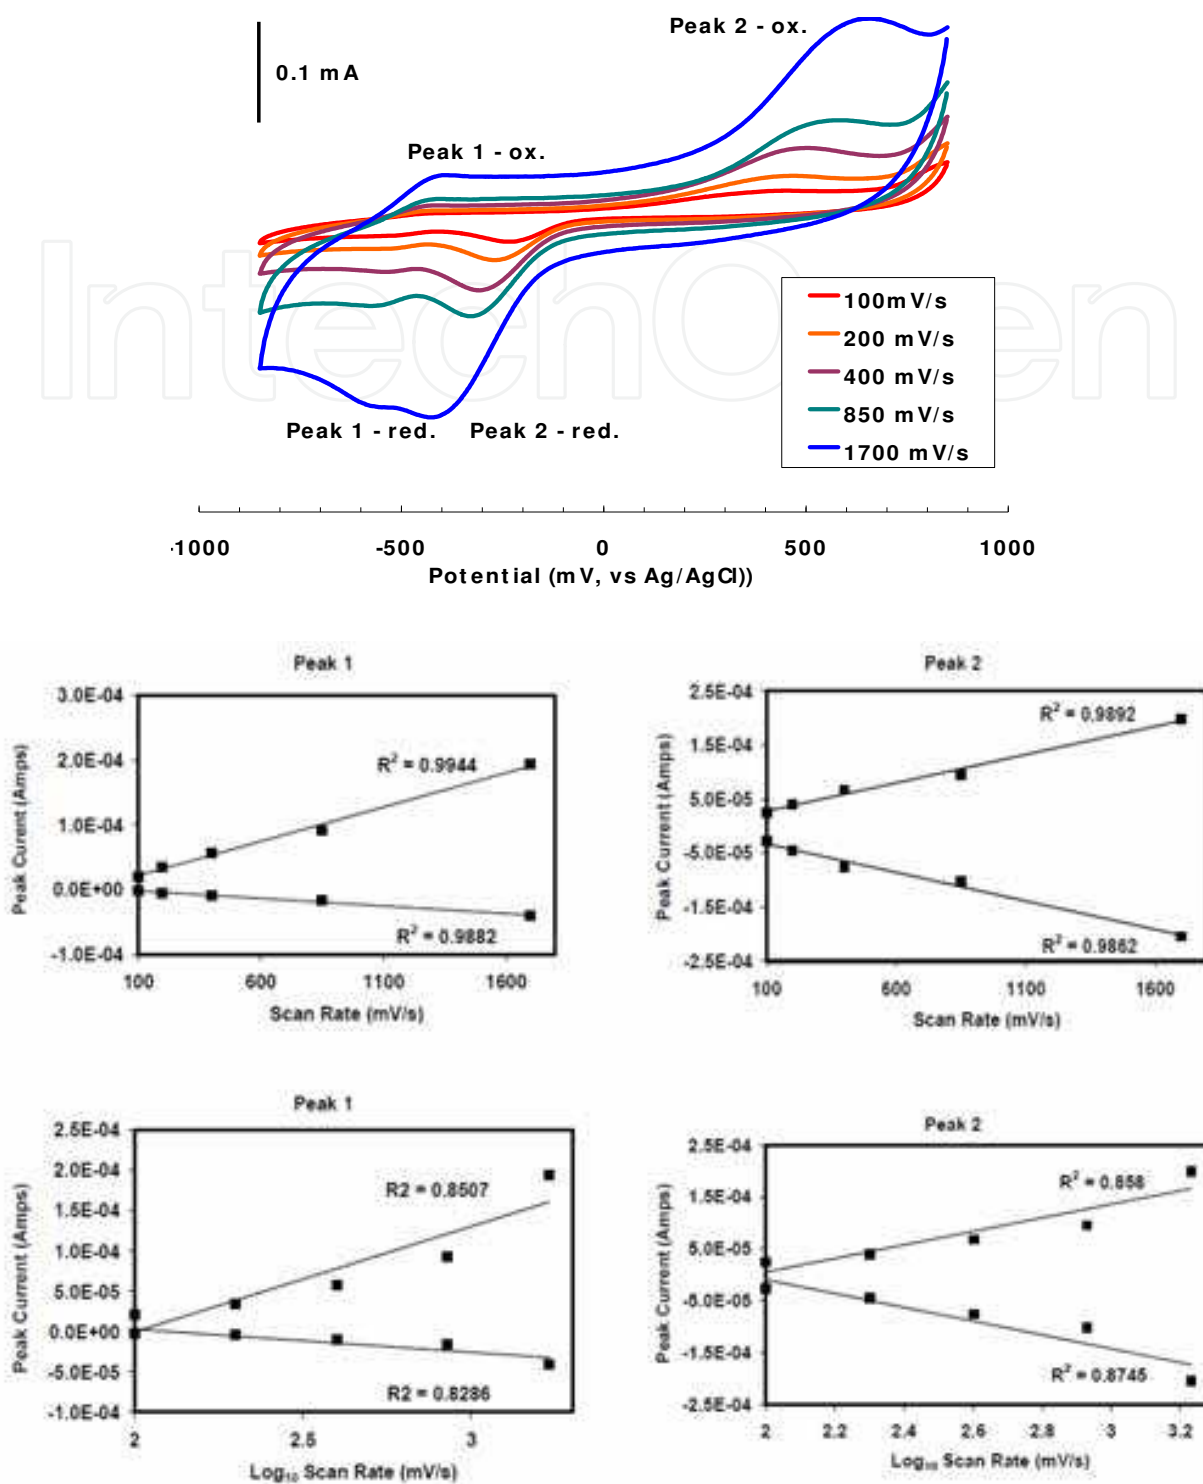 Peak 2 - ox.
0.1 mA
Peak 1 - ox.
IntechOpen
100mV/s
200 mV/s
400 mV/s
850 mV/s
1700 mV/s
Peak 1 - red. Peak 2 - red.
-1000 -500 0 500 1000
Potential (mV, vs Ag/AgCl))
Peak 1
3.0E-04
2.0E-04
1.0E-04
0.0E+00
-1.0E-04
Peak Current (Amps)
R² = 0.9944
R² = 0.9882
100 600 1100 1600
Scan Rate (mV/s)
Peak 2
2.5E-04
1.5E-04
5.0E-05
-5.0E-05
-1.5E-04
-2.5E-04
Peak Current (Amps)
R² = 0.9892
R² = 0.9862
100 600 1100 1600
Scan Rate (mV/s)
Peak 1
2.5E-04
2.0E-04
1.5E-04
1.0E-04
5.0E-05
0.0E+00
-5.0E-05
-1.0E-04
Peak Current (Amps)
R2 = 0.8507
R2 = 0.8286
2 2.5 3
Log₁₀ Scan Rate (mV/s)
Peak 2
2.5E-04
1.5E-04
5.0E-05
-5.0E-05
-1.5E-04
-2.5E-04
Peak Current (Amps)
R² = 0.858
R² = 0.8745
2 2.2 2.4 2.6 2.8 3 3.2
Log₁₀ Scan Rate (mV/s)